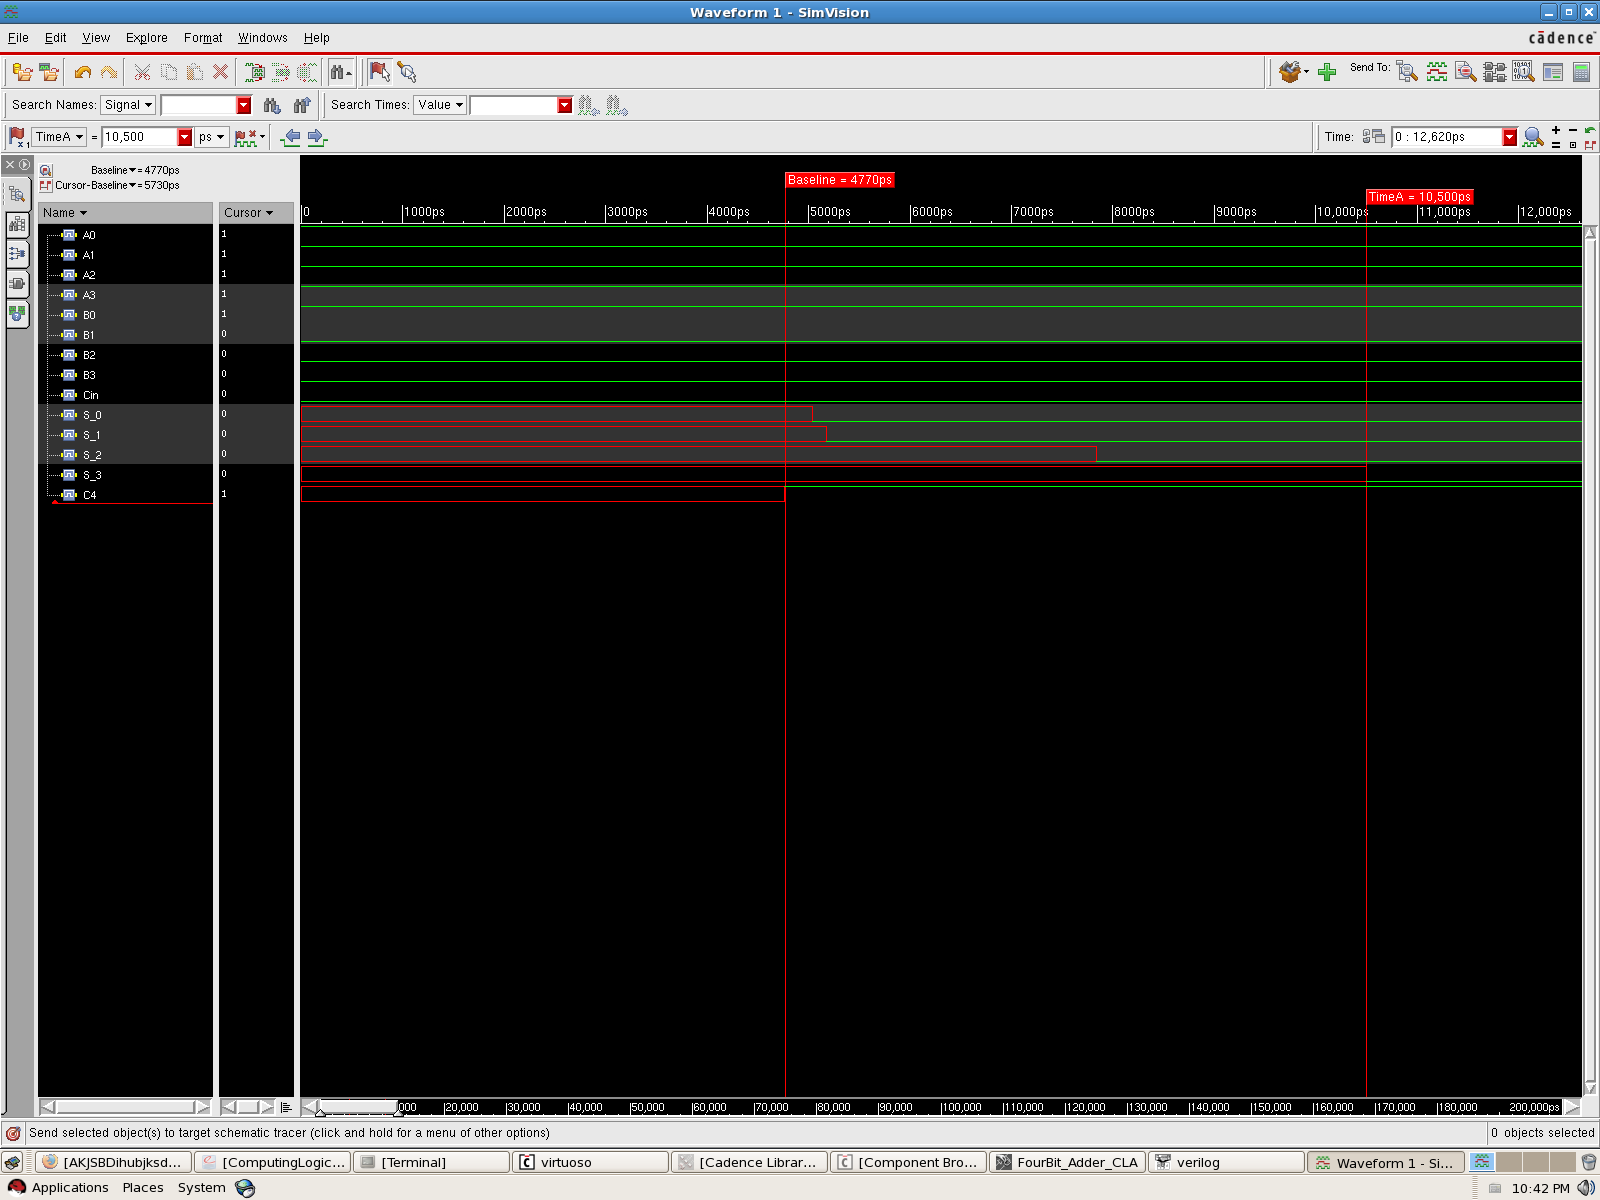 Waveform 1 - SimVision
File Edit View Explore Format Windows Help
cādence
Send To:
Search Names: Signal Search Times: Value
TimeA = 10,500 ps Time: 0 : 12,620ps
Baseline = 4770ps
Cursor-Baseline = 5730ps
Baseline = 4770ps
TimeA = 10,500ps
Name Cursor 0 1000ps 2000ps 3000ps 4000ps 5000ps 6000ps 7000ps 8000ps 9000ps 10,000ps 11,000ps 12,000ps
A0 1
A1 1
A2 1
A3 1
B0 1
B1 0
B2 0
B3 0
Cin 0
S_0 0
S_1 0
S_2 0
S_3 0
C4 1
000 20,000 30,000 40,000 50,000 60,000 70,000 80,000 90,000 100,000 110,000 120,000 130,000 140,000 150,000 160,000 170,000 180,000 200,000ps
Send selected object(s) to target schematic tracer (click and hold for a menu of other options) 0 objects selected
[AKJSBDihubjksd... [ComputingLogic... [Terminal] virtuoso [Cadence Librar... [Component Bro... FourBit_Adder_CLA verilog Waveform 1 - Si...
Applications Places System 10:42 PM